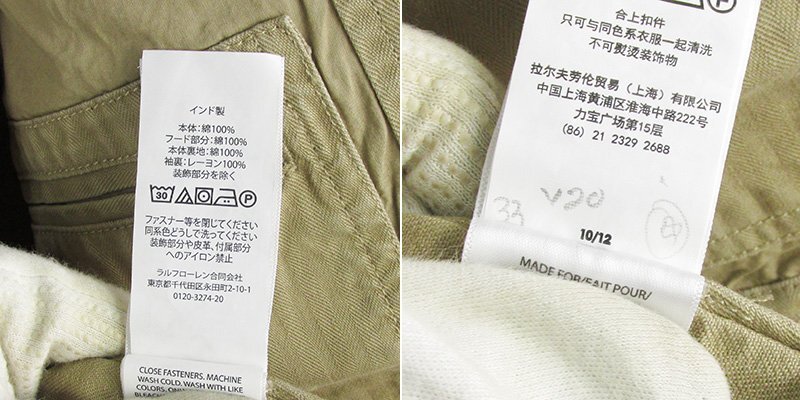 インド製
本体:綿100%
フード部分:綿100%
本体裏地:綿100%
袖裏:レーヨン100%
装飾部分を除く
30
P
ファスナー等を閉じてください
同系色どうしで洗ってください
装飾部分や皮革、付属部分
へのアイロン禁止
ラルフローレン合同会社
東京都千代田区永田町2-10-1
0120-3274-20
CLOSE FASTENERS. MACHINE
WASH COLD. WASH WITH LIKE
COLORS. ONLY
BLEACH
P
合上扣件
只可与同色系衣服一起清洗
不可熨烫装饰物
拉尔夫劳伦贸易(上海)有限公司
中国上海黄浦区淮海中路222号
力宝广场第15层
(86) 21 2329 2688
33 V20
10/12
MADE FOR/FAIT POUR/